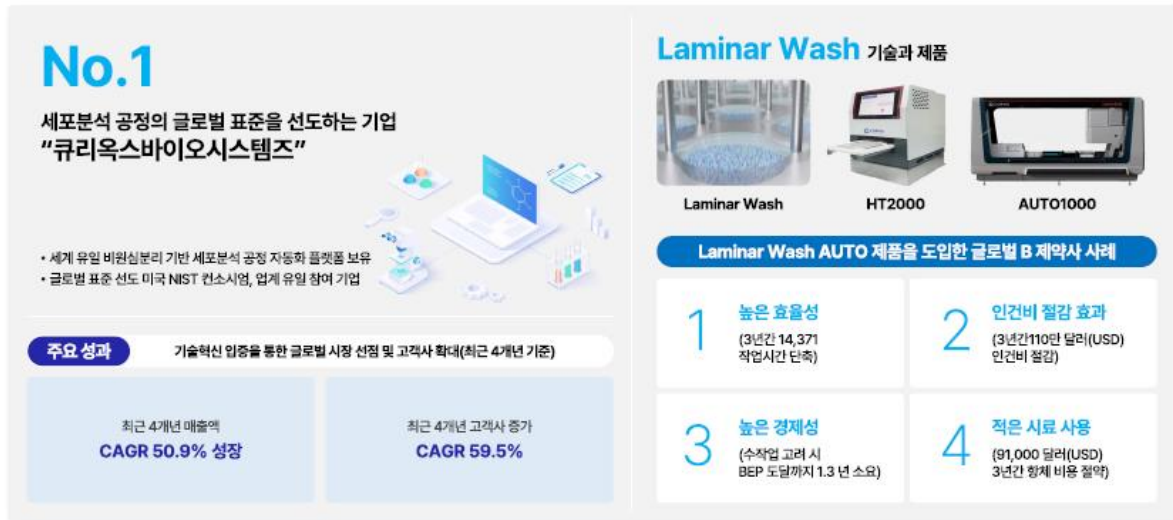 No.1
세포분석 공정의 글로벌 표준을 선도하는 기업
“큐리옥스바이오시스템즈”
• 세계 유일 비원심분리 기반 세포분석 공정 자동화 플랫폼 보유
• 글로벌 표준 선도 미국 NIST 컨소시엄, 업계 유일 참여 기업
주요 성과
기술혁신 입증을 통한 글로벌 시장 선점 및 고객사 확대(최근 4개년 기준)
최근 4개년 매출액
CAGR 50.9% 성장
최근 4개년 고객사 증가
CAGR 59.5%
Laminar Wash 기술과 제품
Laminar Wash
HT2000
AUTO1000
Laminar Wash AUTO 제품을 도입한 글로벌 B 제약사 사례
1
높은 효율성
(3년간 14,371
작업시간 단축)
2
인건비 절감 효과
(3년간110만 달러(USD)
인건비 절감)
3
높은 경제성
(수작업 고려 시
BEP 도달까지 1.3 년 소요)
4
적은 시료 사용
(91,000 달러(USD)
3년간 항체 비용 절약)